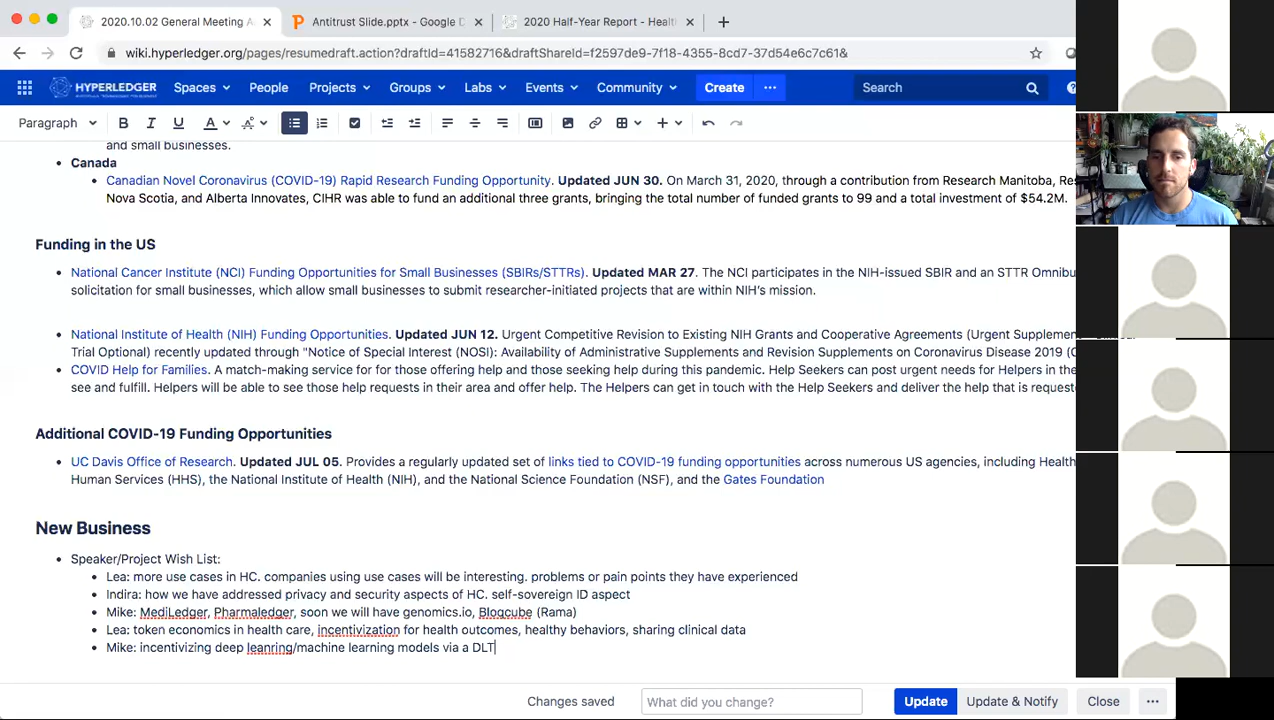 2020.10.02 General Meeting
Antitrust Slide.pptx - Google
2020 Half-Year Report - Healt
wiki.hyperledger.org/pages/resumedraft.action?draftId=41582716&draftShareId=f2597de9-7f18-4355-8cd7-37d54e6c7c61&
HYPERLEDGER Spaces People Projects Groups Labs Events Community Create ··· Search
Paragraph B I U A
and small businesses.
Canada
Canadian Novel Coronavirus (COVID-19) Rapid Research Funding Opportunity. Updated JUN 30. On March 31, 2020, through a contribution from Research Manitoba, Res
Nova Scotia, and Alberta Innovates, CIHR was able to fund an additional three grants, bringing the total number of funded grants to 99 and a total investment of $54.2M.
Funding in the US
National Cancer Institute (NCI) Funding Opportunities for Small Businesses (SBIRs/STTRs). Updated MAR 27. The NCI participates in the NIH-issued SBIR and an STTR Omnibu
solicitation for small businesses, which allow small businesses to submit researcher-initiated projects that are within NIH's mission.
National Institute of Health (NIH) Funding Opportunities. Updated JUN 12. Urgent Competitive Revision to Existing NIH Grants and Cooperative Agreements (Urgent Supplemen
Trial Optional) recently updated through "Notice of Special Interest (NOSI): Availability of Administrative Supplements and Revision Supplements on Coronavirus Disease 2019 (C
COVID Help for Families. A match-making service for for those offering help and those seeking help during this pandemic. Help Seekers can post urgent needs for Helpers in the
see and fulfill. Helpers will be able to see those help requests in their area and offer help. The Helpers can get in touch with the Help Seekers and deliver the help that is request
Additional COVID-19 Funding Opportunities
UC Davis Office of Research. Updated JUL 05. Provides a regularly updated set of links tied to COVID-19 funding opportunities across numerous US agencies, including Health
Human Services (HHS), the National Institute of Health (NIH), and the National Science Foundation (NSF), and the Gates Foundation
New Business
Speaker/Project Wish List:
Lea: more use cases in HC. companies using use cases will be interesting. problems or pain points they have experienced
Indira: how we have addressed privacy and security aspects of HC. self-sovereign ID aspect
Mike: MediLedger, Pharmaledger, soon we will have genomics.io, Bloqcube (Rama)
Lea: token economics in health care, incentivization for health outcomes, healthy behaviors, sharing clinical data
Mike: incentivizing deep leanring/machine learning models via a DLT
Changes saved What did you change? Update Update & Notify Close ···